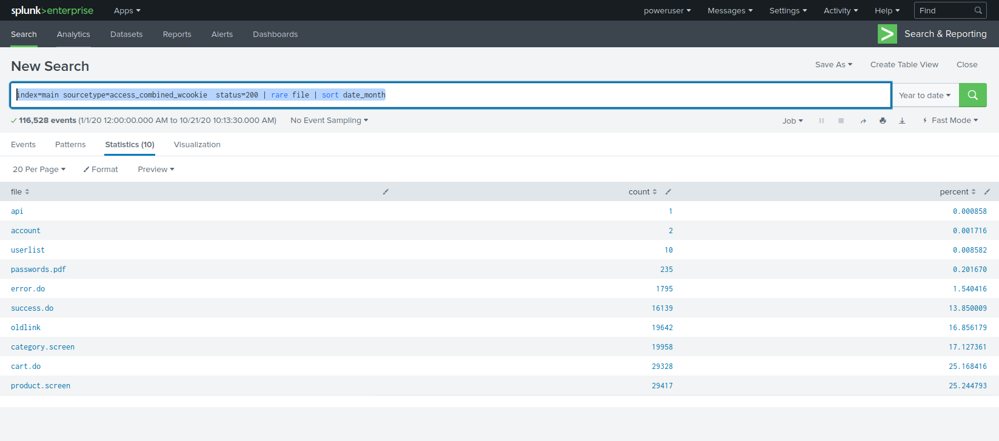 splunk>enterprise Apps poweruser Messages Settings Activity Help Find
Search Analytics Datasets Reports Alerts Dashboards Search & Reporting
New Search Save As Create Table View Close
index=main sourcetype=access_combined_wcookie  status=200 | rare file | sort date_month Year to date
116,528 events (1/1/20 12:00:00.000 AM to 10/21/20 10:13:30.000 AM) No Event Sampling Job Fast Mode
Events Patterns Statistics (10) Visualization
20 Per Page Format Preview
file count percent
api 1 0.000858
account 2 0.001716
userlist 10 0.008582
passwords.pdf 235 0.201670
error.do 1795 1.540416
success.do 16139 13.850009
oldlink 19642 16.856179
category.screen 19958 17.127361
cart.do 29328 25.168416
product.screen 29417 25.244793